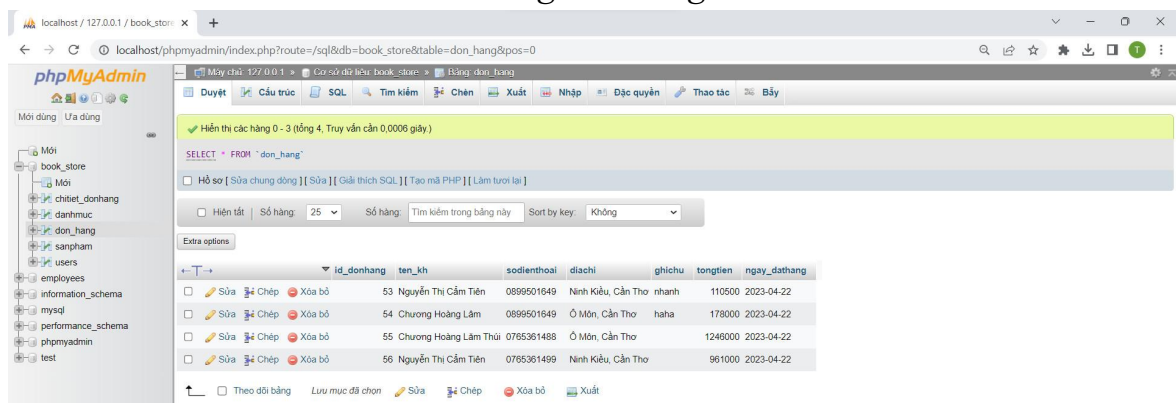 localhost / 127.0.0.1 / book_store
localhost/phpmyadmin/index.php?route=/sql&db=book_store&table=don_hang&pos=0
T
phpMyAdmin
Mới dùng Ưa dùng
Mới
book_store
Mới
chitiet_donhang
danhmuc
don_hang
sanpham
users
employees
information_schema
mysql
performance_schema
phpmyadmin
test
Máy chủ: 127.0.0.1 » Cơ sở dữ liệu: book_store » Bảng: don_hang
Duyệt Cấu trúc SQL Tìm kiếm Chèn Xuất Nhập Đặc quyền Thao tác Bẫy
Hiển thị các hàng 0 - 3 (tổng 4, Truy vấn cần 0,0006 giây.)
SELECT * FROM `don_hang`
Hồ sơ [ Sửa chung dòng ] [ Sửa ] [ Giải thích SQL ] [ Tạo mã PHP ] [ Làm tươi lại ]
Hiện tất | Số hàng: 25 Số hàng: Tìm kiếm trong bảng này Sort by key: Không
Extra options
←T→ id_donhang ten_kh sodienthoai diachi ghichu tongtien ngay_dathang
Sửa Chép Xóa bỏ 53 Nguyễn Thị Cẩm Tiên 0899501649 Ninh Kiều, Cần Thơ nhanh 110500 2023-04-22
Sửa Chép Xóa bỏ 54 Chương Hoàng Lâm 0899501649 Ô Môn, Cần Thơ haha 178000 2023-04-22
Sửa Chép Xóa bỏ 55 Chương Hoàng Lâm Thúi 0765361488 Ô Môn, Cần Thơ 1246000 2023-04-22
Sửa Chép Xóa bỏ 56 Nguyễn Thị Cẩm Tiên 0765361499 Ninh Kiều, Cần Thơ 961000 2023-04-22
Theo dõi bảng Lưu mục đã chọn Sửa Chép Xóa bỏ Xuất